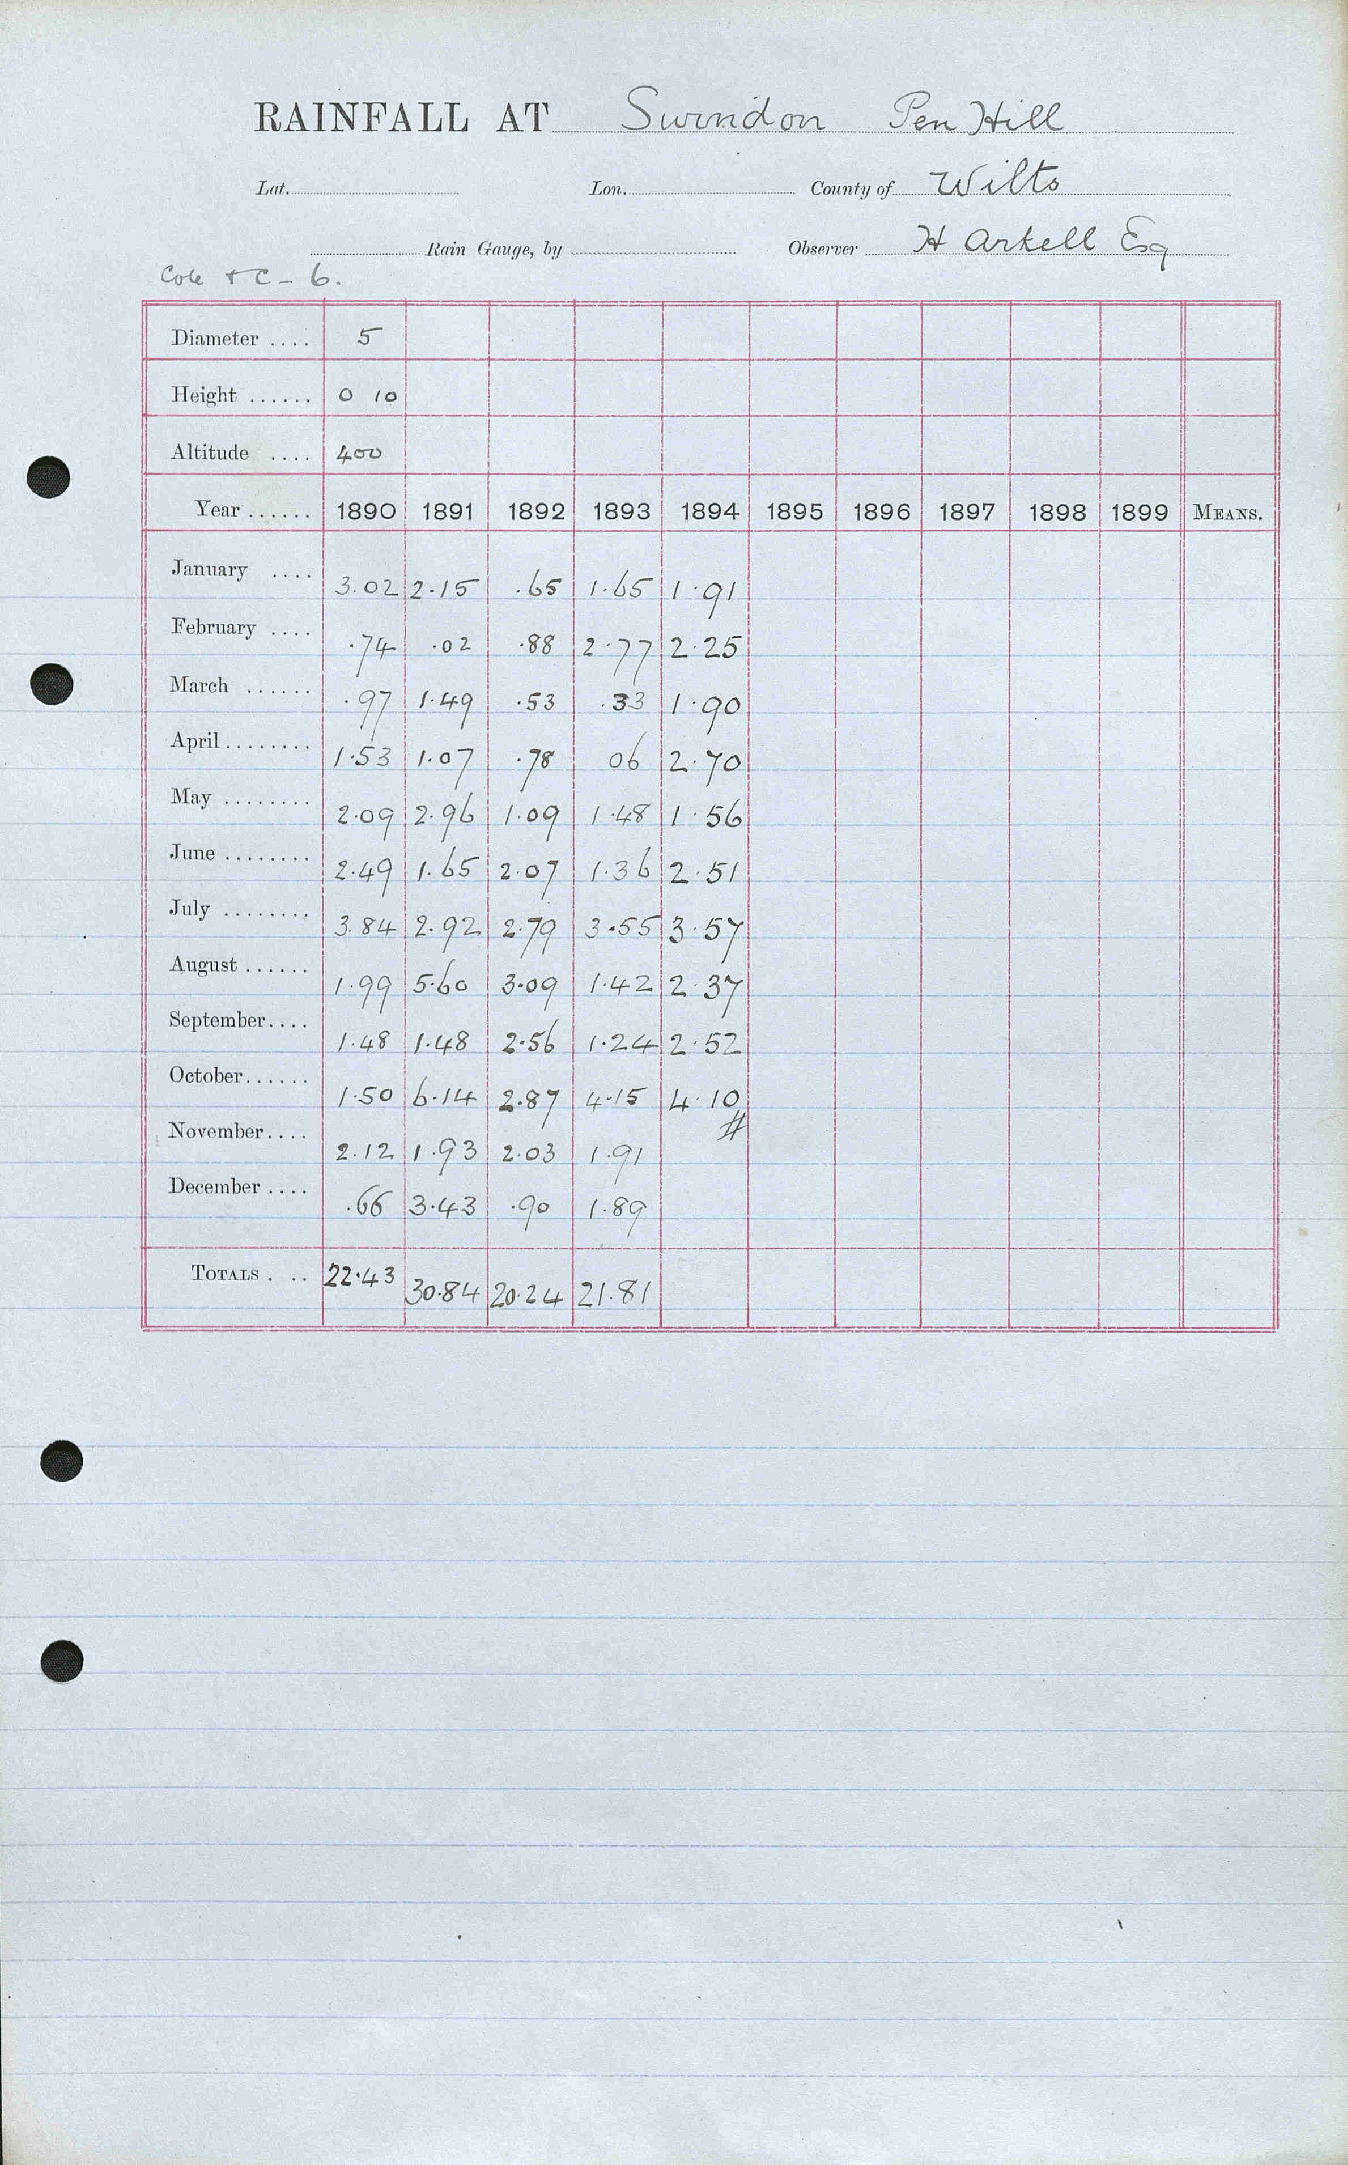 RAINFALL AT Swindon Pen Hill
Lat. Lon. County of Wilts
Rain Gauge, by Observer H Arkell Esq
Cole & C - 6.
Diameter .... 5
Height ...... 0 10
Altitude .... 400
Year ...... 1890 1891 1892 1893 1894 1895 1896 1897 1898 1899 MEANS.
January .... 3.02 2.15 .65 1.65 1.91
February .... .74 .02 .88 2.77 2.25
March ...... .97 1.49 .53 .33 1.90
April ........ 1.53 1.07 .78 06 2.70
May ........ 2.09 2.96 1.09 1.48 1.56
June ........ 2.49 1.65 2.07 1.36 2.51
July ........ 3.84 2.92 2.79 3.55 3.57
August ...... 1.99 5.60 3.09 1.42 2.37
September.... 1.48 1.48 2.56 1.24 2.52
October...... 1.50 6.14 2.87 4.15 4.10
November.... 2.12 1.93 2.03 1.91 #
December .... .66 3.43 .90 1.89
TOTALS . .. 22.43 30.84 20.24 21.81